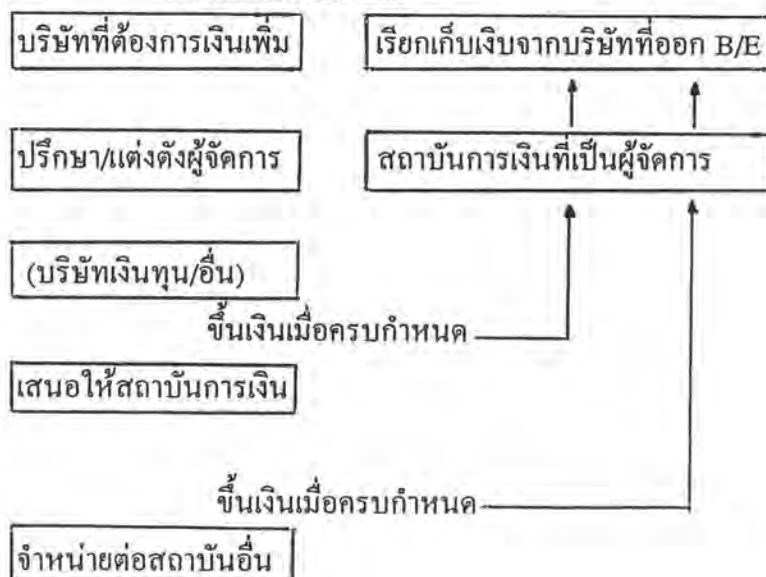 บริษัทที่ต้องการเงินเพิ่ม
เรียกเก็บเงิบจากบริษัทที่ออก B/E
ปรึกษา/แต่งตังผู้จัดการ
สถาบันการเงินที่เป็นผู้จัดการ
(บริษัทเงินทุน/อื่น)
ขึ้นเงินเมื่อครบกำหนด
เสนอให้สถาบันการเงิน
ขึ้นเงินเมื่อครบกำหนด
จำหน่ายต่อสถาบันอื่น